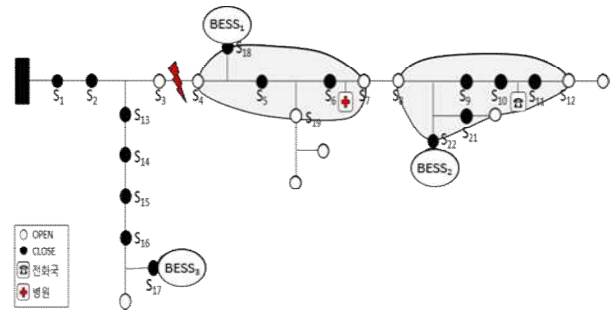 BESS1
S18
S1 S2 S3 S4 S5 S6 S7 S8 S9 S10 S11 S12
S19
S13
S21
S22
S14
BESS2
S15
S16
OPEN
CLOSE
전화국
병원
S17
BESS3